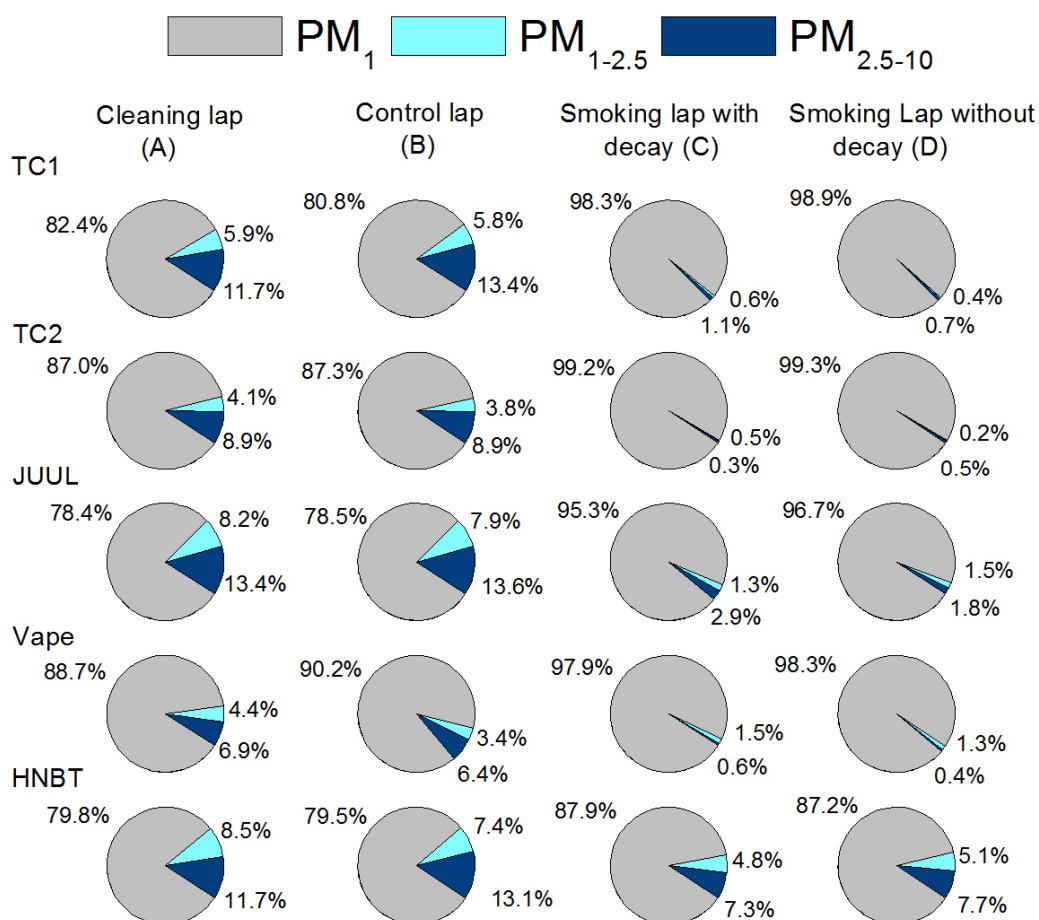 PM1 PM1-2.5 PM2.5-10
Cleaning lap
(A)
Control lap
(B)
Smoking lap with
decay (C)
Smoking Lap without
decay (D)
TC1
82.4% 5.9% 11.7%
80.8% 5.8% 13.4%
98.3% 0.6% 1.1%
98.9% 0.4% 0.7%
TC2
87.0% 4.1% 8.9%
87.3% 3.8% 8.9%
99.2% 0.5% 0.3%
99.3% 0.2% 0.5%
JUUL
78.4% 8.2% 13.4%
78.5% 7.9% 13.6%
95.3% 1.3% 2.9%
96.7% 1.5% 1.8%
Vape
88.7% 4.4% 6.9%
90.2% 3.4% 6.4%
97.9% 1.5% 0.6%
98.3% 1.3% 0.4%
HNBT
79.8% 8.5% 11.7%
79.5% 7.4% 13.1%
87.9% 4.8% 7.3%
87.2% 5.1% 7.7%